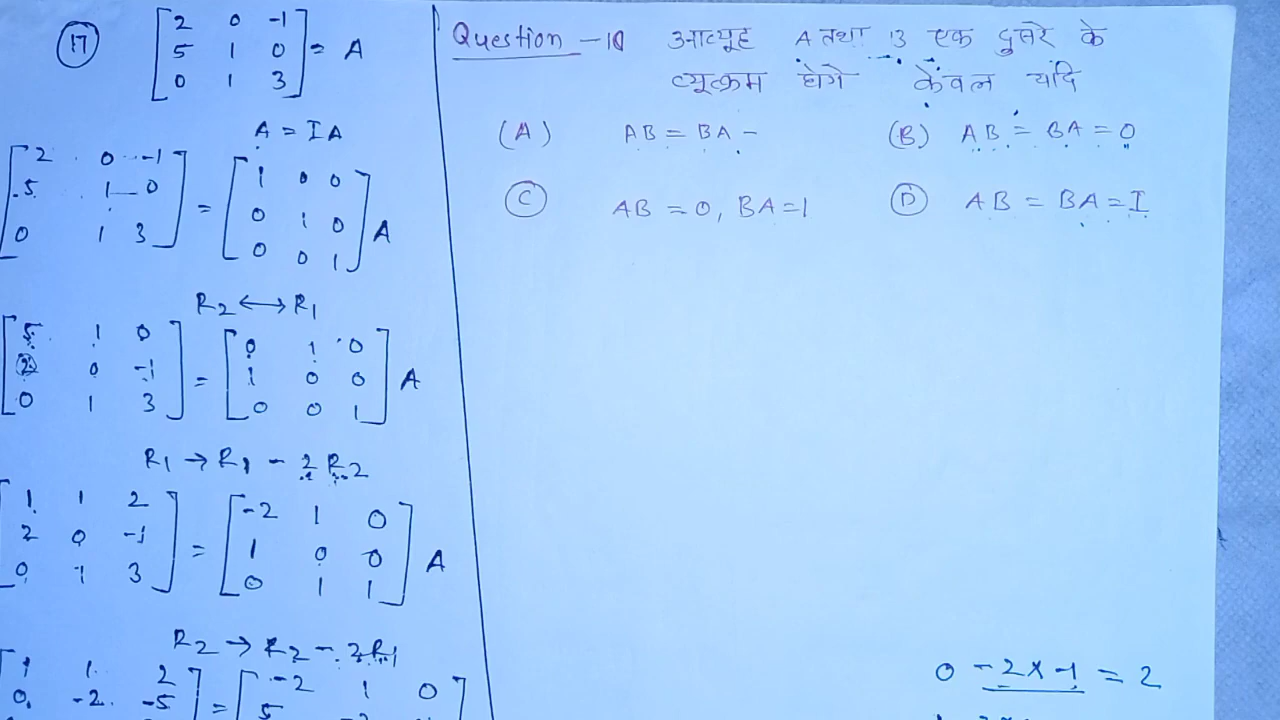 17
2 0 -1
5 1 0 = A
0 1 3
A = IA
2 0 -1 1 0 0
5 1 0 = 0 1 0 A
0 1 3 0 0 1
R2 ↔ R1
5 1 0 0 1 0
2 0 -1 = 1 0 0 A
0 1 3 0 0 1
R1 → R1 - 2R2
1 1 2 -2 1 0
2 0 -1 = 1 0 0 A
0 1 3 0 1 1
R2 → R2 - 2R1
1 1 2 -2 1 0
0 -2 -5 = 5
Question - 18 आव्यूह A तथा B एक दुसरे के
व्यूत्क्रम होगे केंवल यदि
(A) AB = BA - (B) AB = BA = 0
(C) AB = 0, BA = 1 (D) AB = BA = I
0 - 2 x -1 = 2